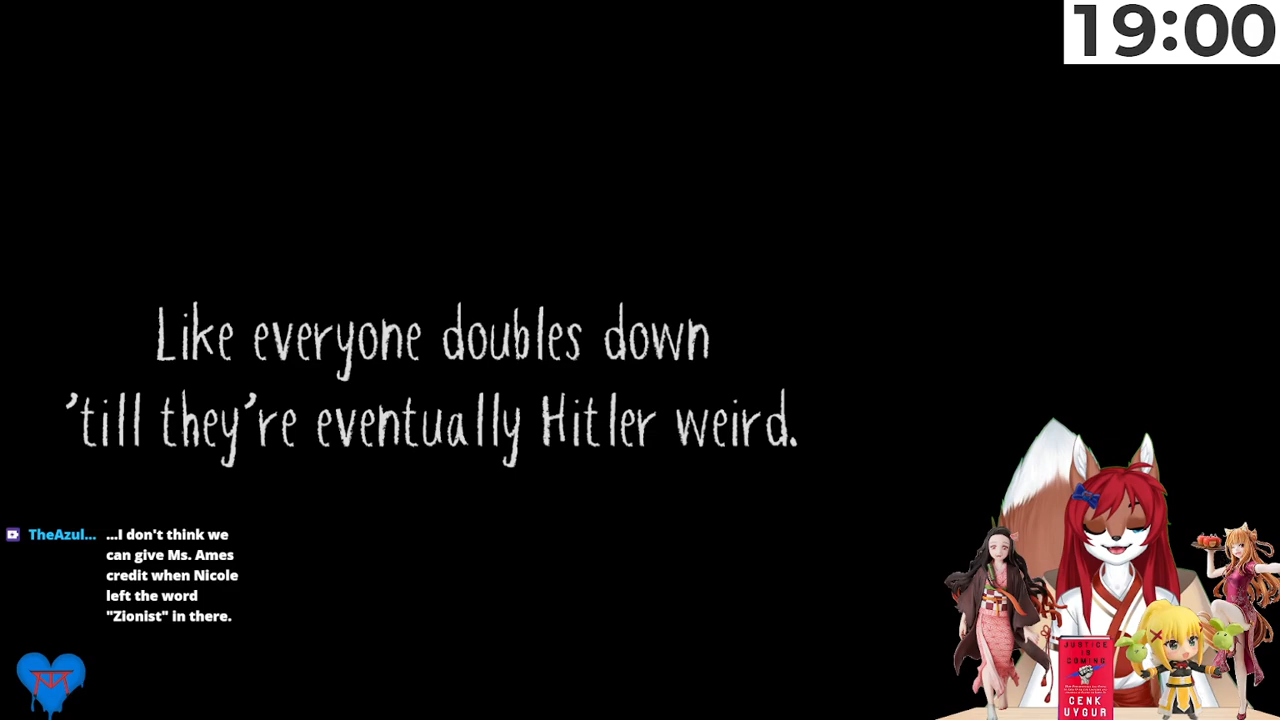 19:00
Like everyone doubles down
'till they're eventually Hitler weird.
TheAzul... ...I don't think we
can give Ms. Ames
credit when Nicole
left the word
"Zionist" in there.
JUSTICE
IS
COMING
CENK
UYGUR